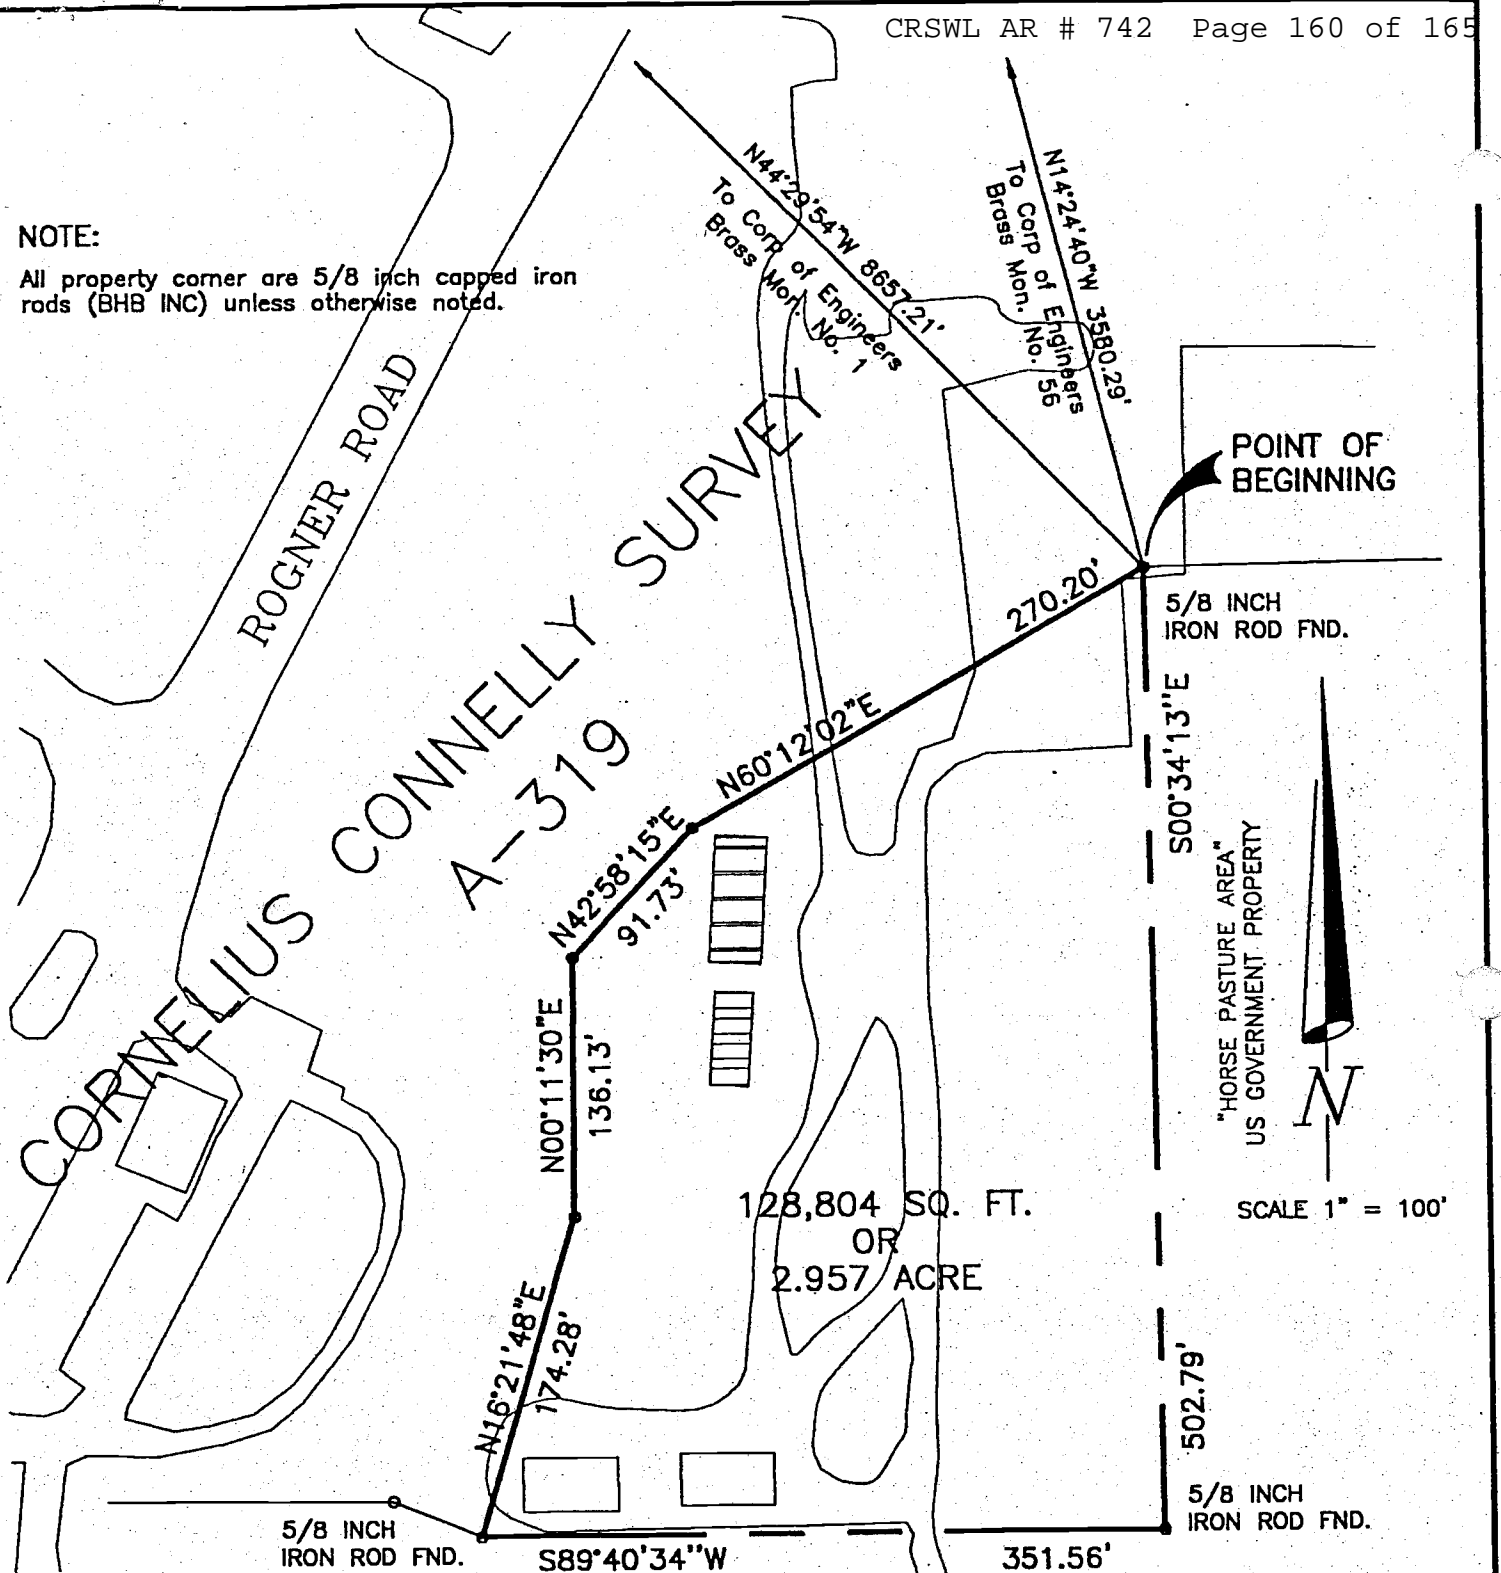 CRSWL AR # 742 Page 160 of 165
NOTE:
All property corner are 5/8 inch capped iron
rods (BHB INC) unless otherwise noted.
ROGNER ROAD
N44°29'54"W 8657.21'
To Corp of Engineers
Brass Mon. No. 1
N14°24'40"W 3580.29'
To Corp of Engineers
Brass Mon. No. 56
POINT OF
BEGINNING
CORNELIUS CONNELLY SURVEY
A-319
270.20'
N60°12'02"E
5/8 INCH
IRON ROD FND.
S00°34'13"E
N42°58'15"E
91.73'
"HORSE PASTURE AREA"
US GOVERNMENT PROPERTY
N00°11'30"E
136.13'
N
SCALE 1" = 100'
128,804 SQ. FT.
OR
2.957 ACRE
N16°21'48"E
174.28'
502.79'
5/8 INCH
IRON ROD FND.
5/8 INCH
IRON ROD FND.
S89°40'34"W
351.56'